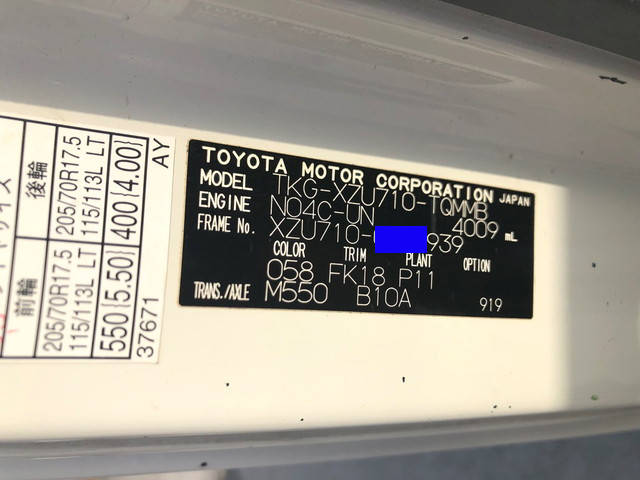 後輪
205/70R17.5
115/113L LT
400{4.00}
AY
前輪
205/70R17.5
115/113L LT
550{5.50}
37671
TOYOTA MOTOR CORPORATION JAPAN
MODEL TKG-XZU710-TQMMB
ENGINE N04C-UN 4009 mL
FRAME No. XZU710- 939
COLOR TRIM PLANT OPTION
058 FK18 P11
TRANS./AXLE M550 B10A 919